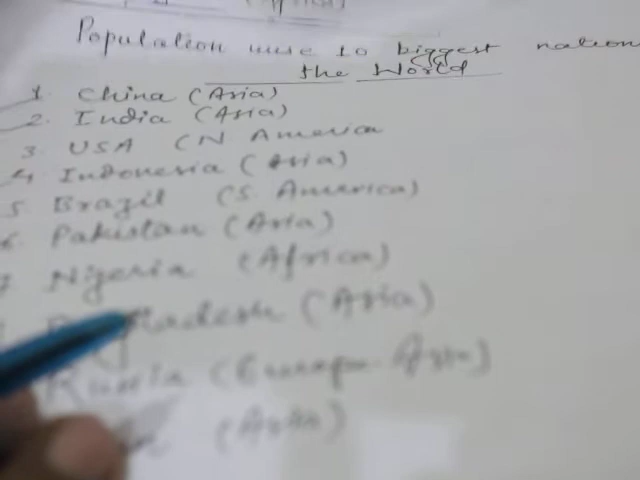 Population wise 10 biggest nation
the World
1. China (Asia)
2. India (Asia)
3 USA (N America
4 Indonesia (Asia)
5 Brazil (S. America)
6 Pakistan (Asia)
7 Nigeria (Africa)
(Asia)
Russia (Europe Asia)
(Asia)